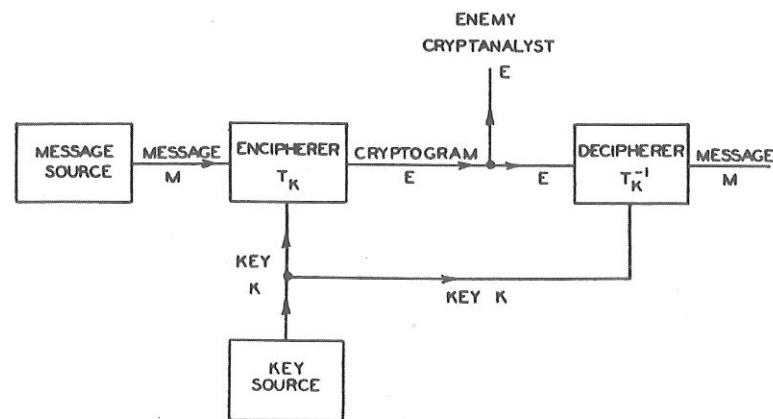 ENEMY
CRYPTANALYST
E
MESSAGE
SOURCE
MESSAGE
M
ENCIPHERER
T_K
CRYPTOGRAM
E
E
DECIPHERER
T_K^-1
MESSAGE
M
KEY
K
KEY K
KEY
SOURCE